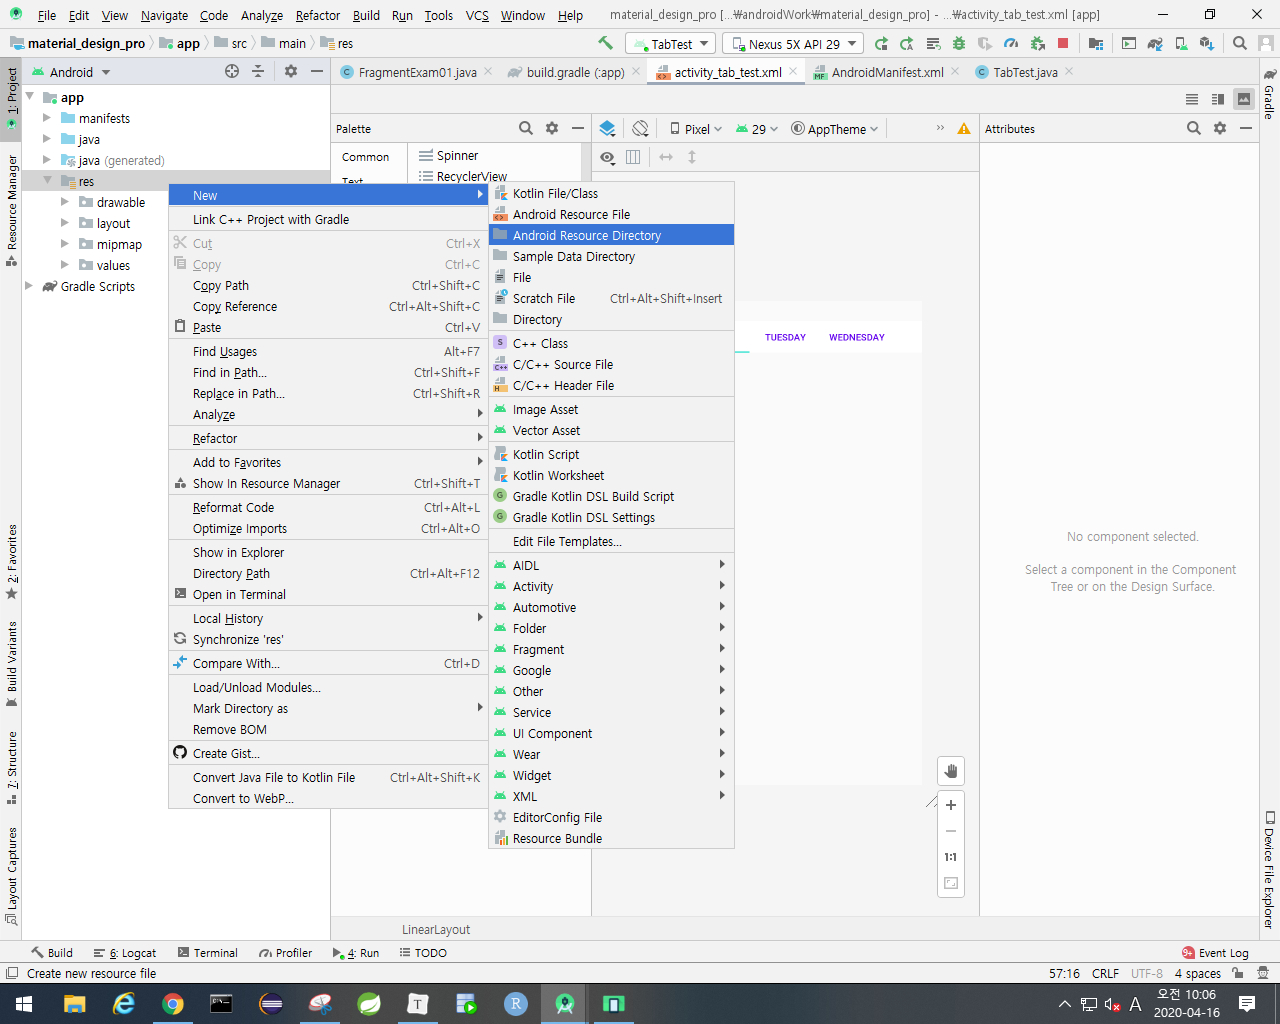 File Edit View Navigate Code Analyze Refactor Build Run Tools VCS Window Help material_design_pro [...₩androidWork₩material_design_pro] - ...₩activity_tab_test.xml [app]
material_design_pro app src main res TabTest Nexus 5X API 29
1: Project
Resource Manager
2: Favorites
Build Variants
7: Structure
Layout Captures
Android
app
manifests
java
java (generated)
res
drawable
layout
mipmap
values
Gradle Scripts
FragmentExam01.java build.gradle (:app) activity_tab_test.xml AndroidManifest.xml TabTest.java
Palette
Common
Text
Spinner
RecyclerView
Pixel 29 AppTheme
Attributes
New
Link C++ Project with Gradle
Cut Ctrl+X
Copy Ctrl+C
Copy Path Ctrl+Shift+C
Copy Reference Ctrl+Alt+Shift+C
Paste Ctrl+V
Find Usages Alt+F7
Find in Path... Ctrl+Shift+F
Replace in Path... Ctrl+Shift+R
Analyze
Refactor
Add to Favorites
Show In Resource Manager Ctrl+Shift+T
Reformat Code Ctrl+Alt+L
Optimize Imports Ctrl+Alt+O
Show in Explorer
Directory Path Ctrl+Alt+F12
Open in Terminal
Local History
Synchronize 'res'
Compare With... Ctrl+D
Load/Unload Modules...
Mark Directory as
Remove BOM
Create Gist...
Convert Java File to Kotlin File Ctrl+Alt+Shift+K
Convert to WebP...
Kotlin File/Class
Android Resource File
Android Resource Directory
Sample Data Directory
File
Scratch File Ctrl+Alt+Shift+Insert
Directory
C++ Class
C/C++ Source File
C/C++ Header File
Image Asset
Vector Asset
Kotlin Script
Kotlin Worksheet
Gradle Kotlin DSL Build Script
Gradle Kotlin DSL Settings
Edit File Templates...
AIDL
Activity
Automotive
Folder
Fragment
Google
Other
Service
UI Component
Wear
Widget
XML
EditorConfig File
Resource Bundle
TUESDAY WEDNESDAY
1:1
No component selected.
Select a component in the Component
Tree or on the Design Surface.
Gradle
Device File Explorer
LinearLayout
Build 6: Logcat Terminal Profiler 4: Run TODO 9+ Event Log
Create new resource file 57:16 CRLF UTF-8 4 spaces
A 오전 10:06
2020-04-16